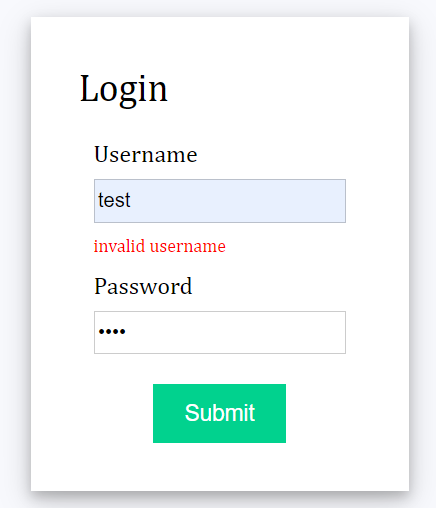 Login
Username
test
invalid username
Password
••••
Submit